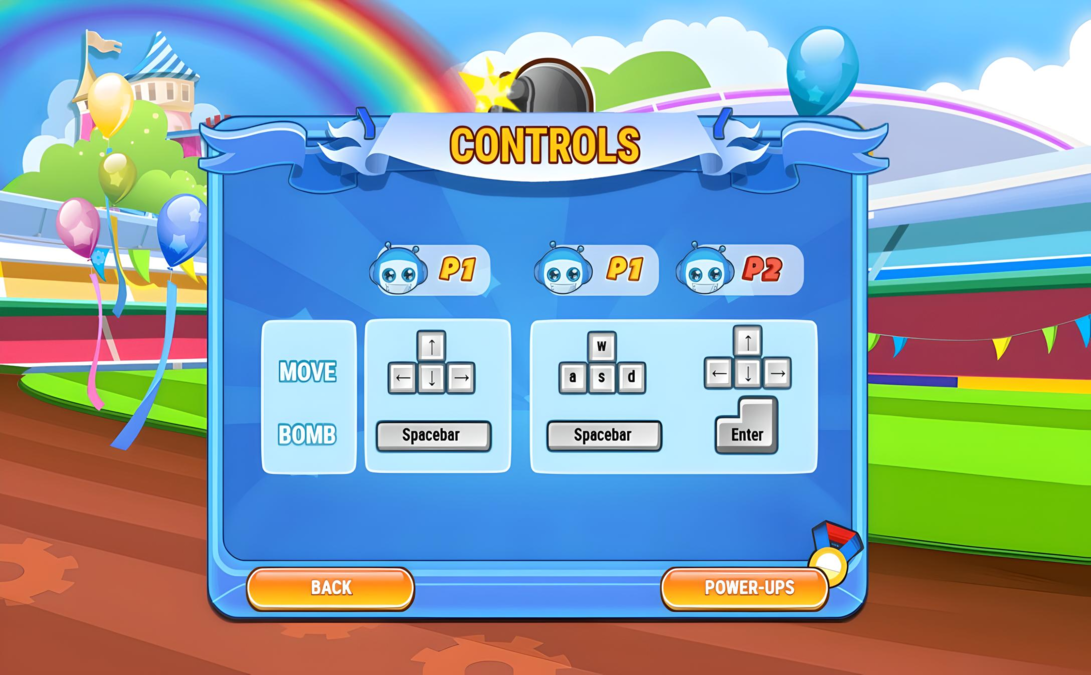 CONTROLS
P1 P1 P2
MOVE ↑ w ↑
← ↓ → a s d ← ↓ →
BOMB Spacebar Spacebar Enter
BACK POWER-UPS